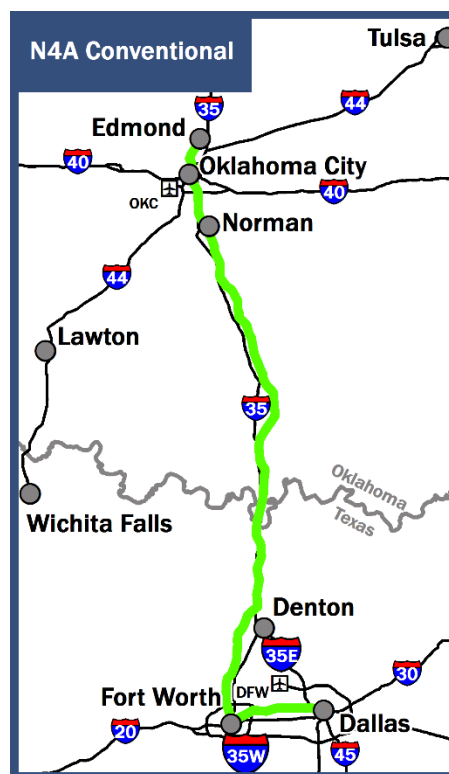 N4A Conventional
Tulsa
35
44
Edmond
40
Oklahoma City
OKC
40
Norman
44
Lawton
35
Oklahoma
Texas
Wichita Falls
Denton
35E
30
DFW
Fort Worth
Dallas
20
35W
45